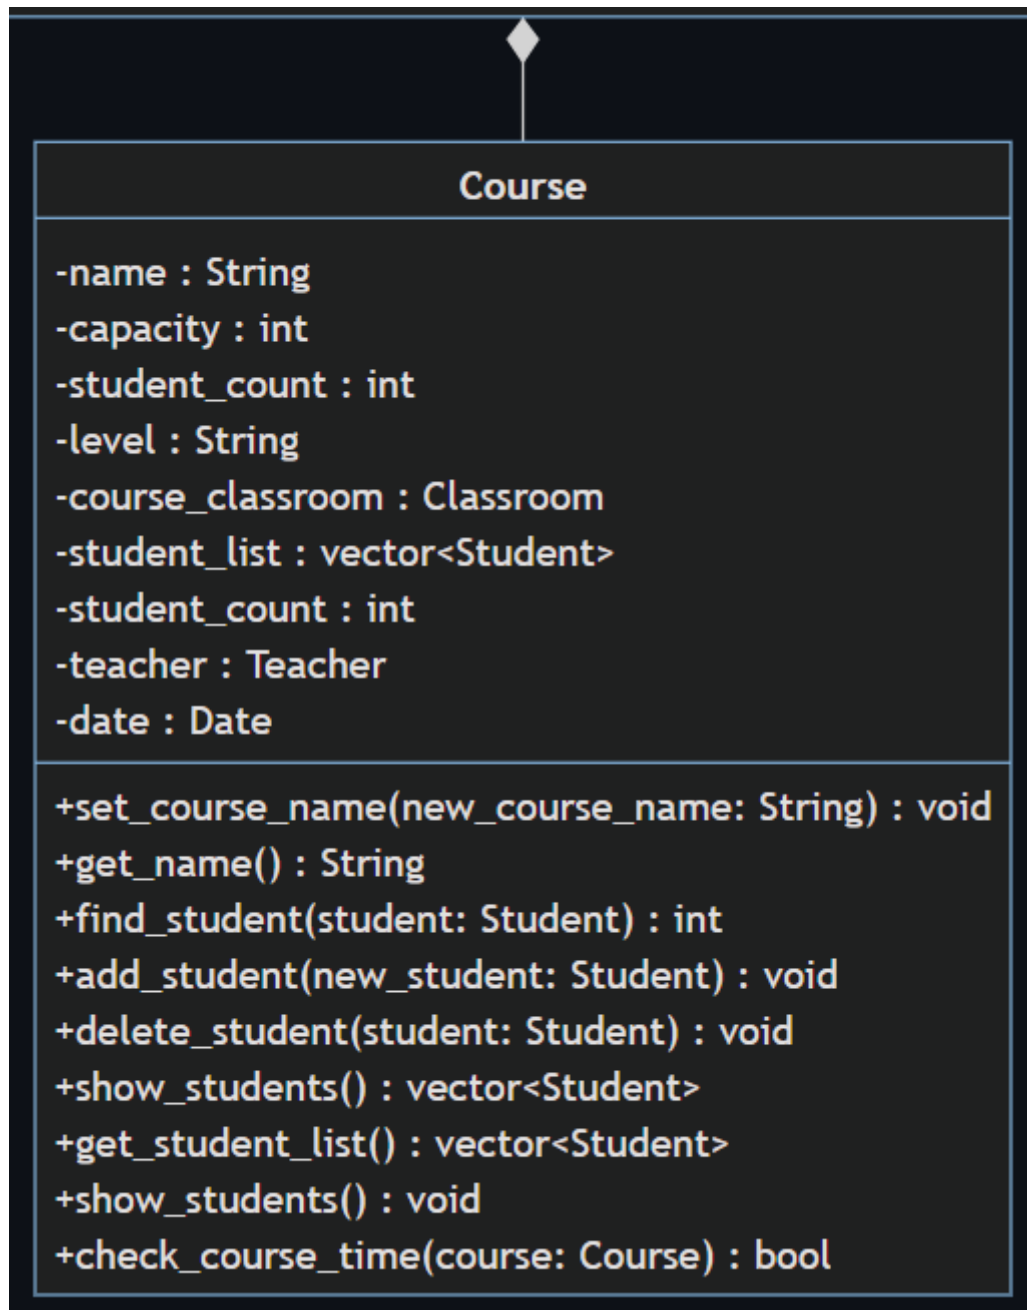 Course
-name : String
-capacity : int
-student_count : int
-level : String
-course_classroom : Classroom
-student_list : vector<Student>
-student_count : int
-teacher : Teacher
-date : Date
+set_course_name(new_course_name: String) : void
+get_name() : String
+find_student(student: Student) : int
+add_student(new_student: Student) : void
+delete_student(student: Student) : void
+show_students() : vector<Student>
+get_student_list() : vector<Student>
+show_students() : void
+check_course_time(course: Course) : bool